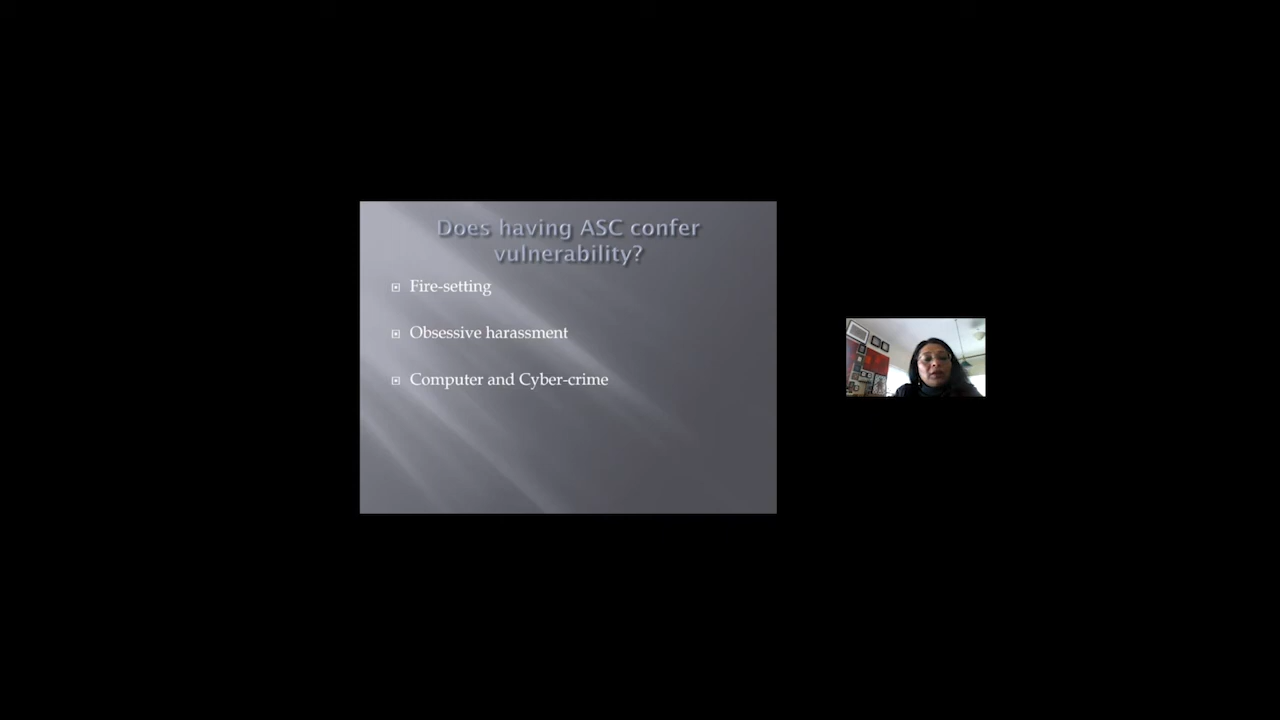 Does having ASC confer
vulnerability?
Fire-setting
Obsessive harassment
Computer and Cyber-crime